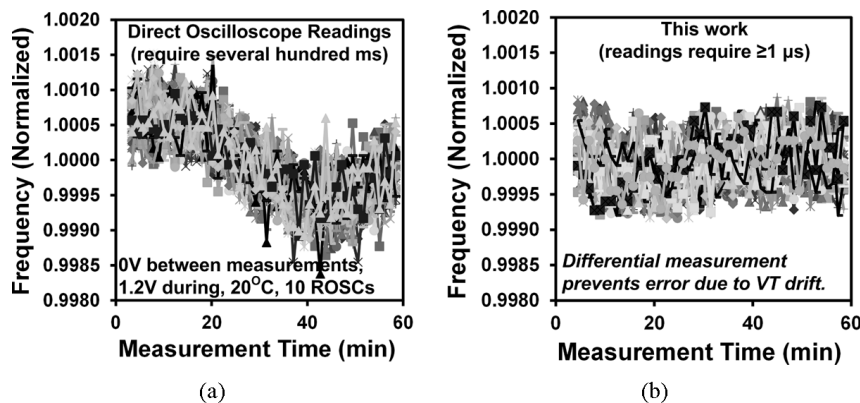 1.0020
1.0015
1.0010
1.0005
1.0000
0.9995
0.9990
0.9985
0.9980
Frequency (Normalized)
Direct Oscilloscope Readings
(require several hundred ms)
0V between measurements,
1.2V during, 20°C, 10 ROSCs
0 20 40 60
Measurement Time (min)
(a)
1.0020
1.0015
1.0010
1.0005
1.0000
0.9995
0.9990
0.9985
0.9980
Frequency (Normalized)
This work
(readings require ≥1 µs)
Differential measurement
prevents error due to VT drift.
0 20 40 60
Measurement Time (min)
(b)